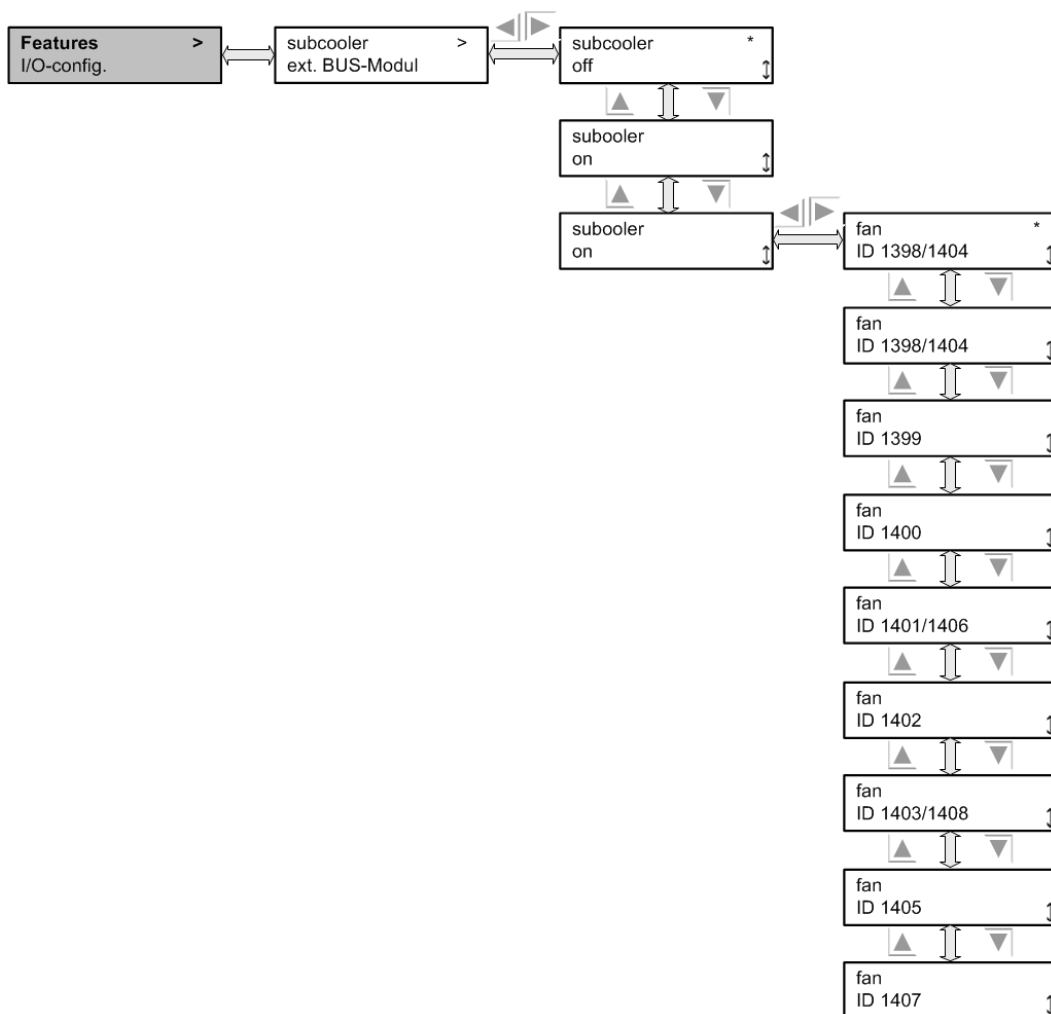 Features >
I/O-config.
subcooler >
ext. BUS-Modul
subcooler *
off
subooler
on
subooler
on
fan *
ID 1398/1404
fan
ID 1398/1404
fan
ID 1399
fan
ID 1400
fan
ID 1401/1406
fan
ID 1402
fan
ID 1403/1408
fan
ID 1405
fan
ID 1407